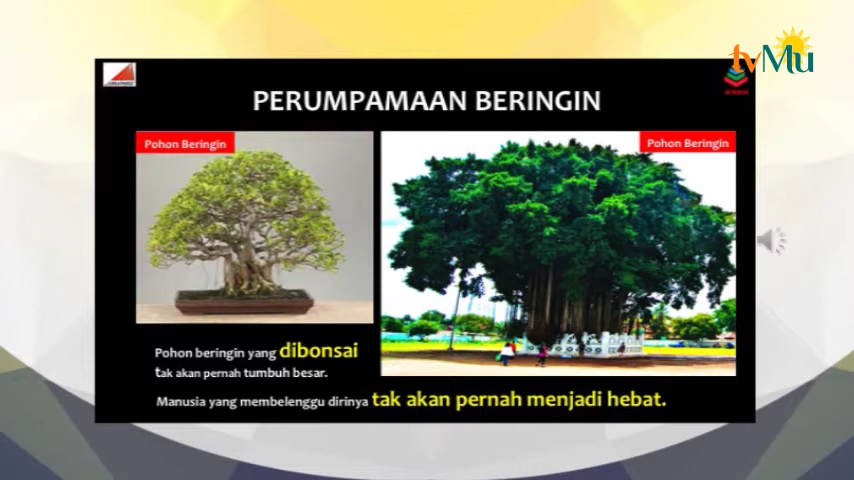 tvMu
PERUMPAMAAN BERINGIN
Pohon Beringin
Pohon Beringin
Pohon beringin yang dibonsai
tak akan pernah tumbuh besar.
Manusia yang membelenggu dirinya tak akan pernah menjadi hebat.